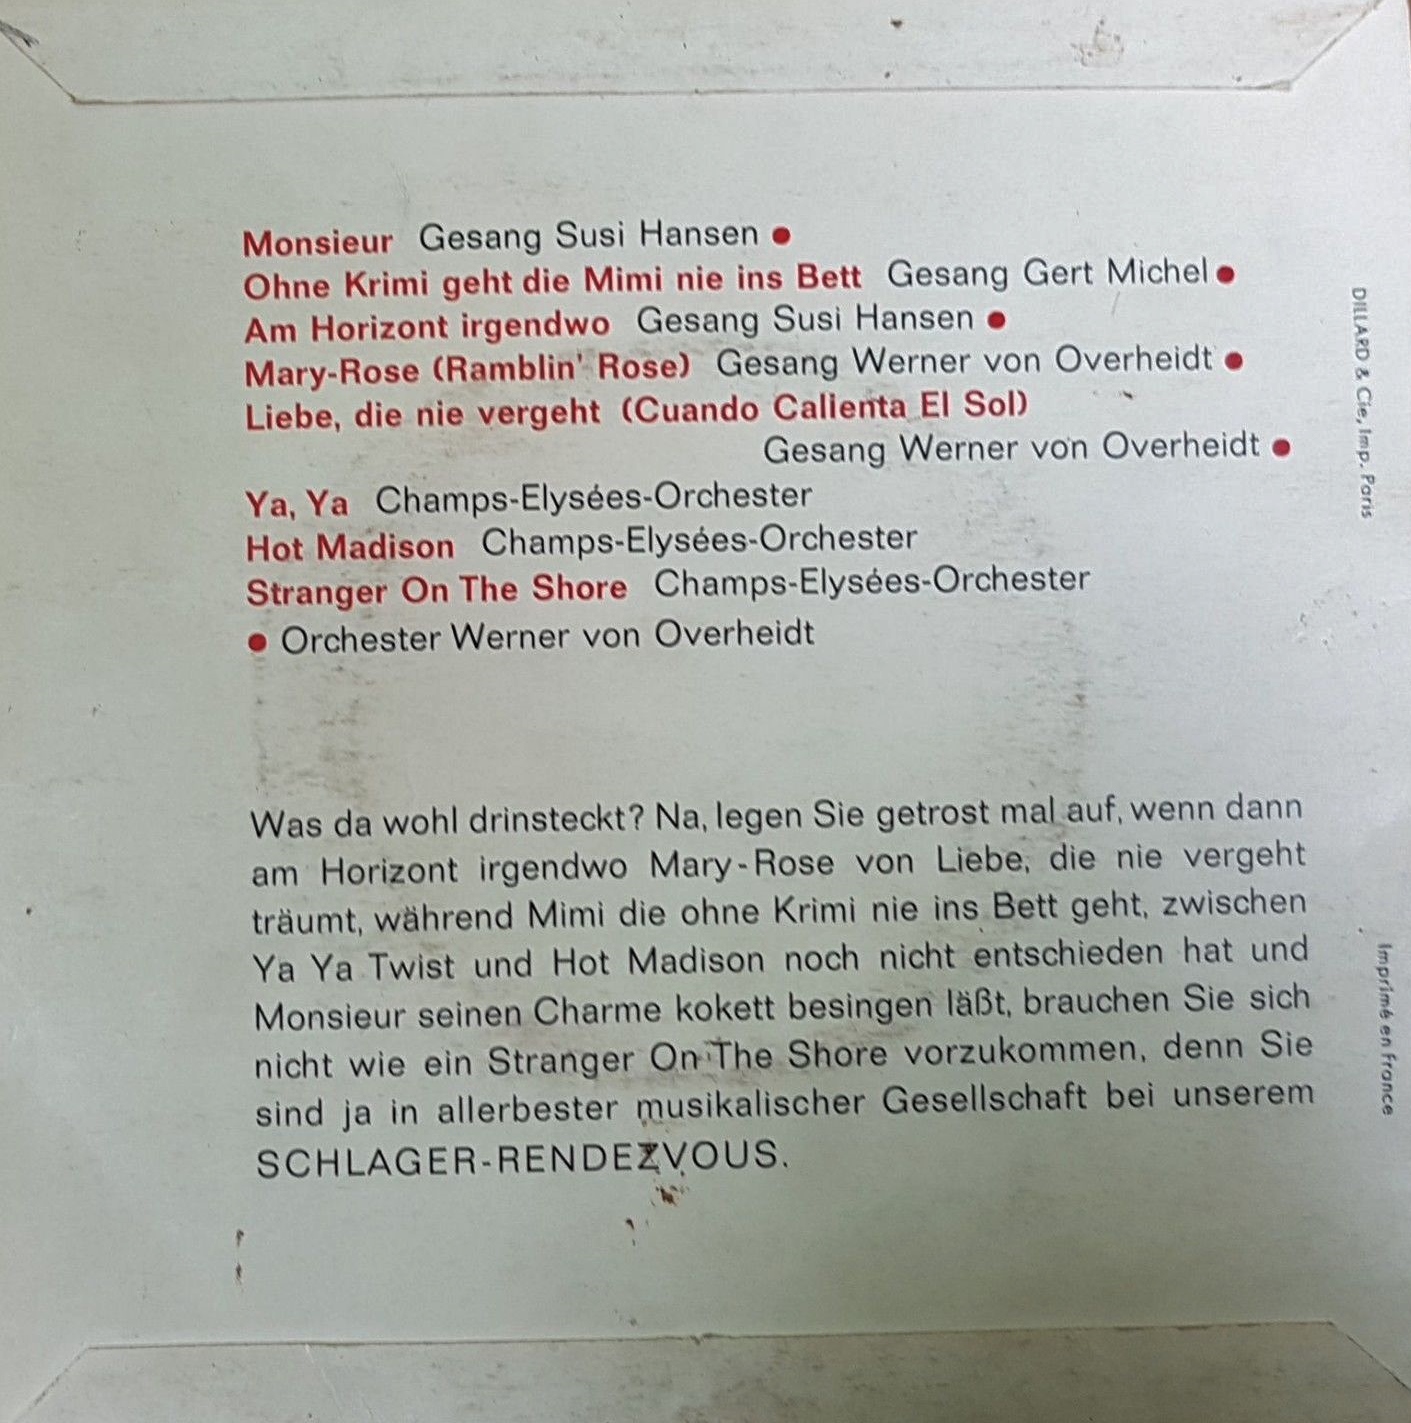 Monsieur Gesang Susi Hansen ●
Ohne Krimi geht die Mimi nie ins Bett Gesang Gert Michel ●
Am Horizont irgendwo Gesang Susi Hansen ●
Mary-Rose (Ramblin' Rose) Gesang Werner von Overheidt ●
Liebe, die nie vergeht (Cuando Calienta El Sol)
Gesang Werner von Overheidt ●
Ya, Ya Champs-Elysées-Orchester
Hot Madison Champs-Elysées-Orchester
Stranger On The Shore Champs-Elysées-Orchester
● Orchester Werner von Overheidt
Was da wohl drinsteckt? Na, legen Sie getrost mal auf, wenn dann
am Horizont irgendwo Mary-Rose von Liebe, die nie vergeht
träumt, während Mimi die ohne Krimi nie ins Bett geht, zwischen
Ya Ya Twist und Hot Madison noch nicht entschieden hat und
Monsieur seinen Charme kokett besingen läßt, brauchen Sie sich
nicht wie ein Stranger On The Shore vorzukommen, denn Sie
sind ja in allerbester musikalischer Gesellschaft bei unserem
SCHLAGER-RENDEZVOUS.
DILLARD & Cie, Imp. Paris
Imprimé en France